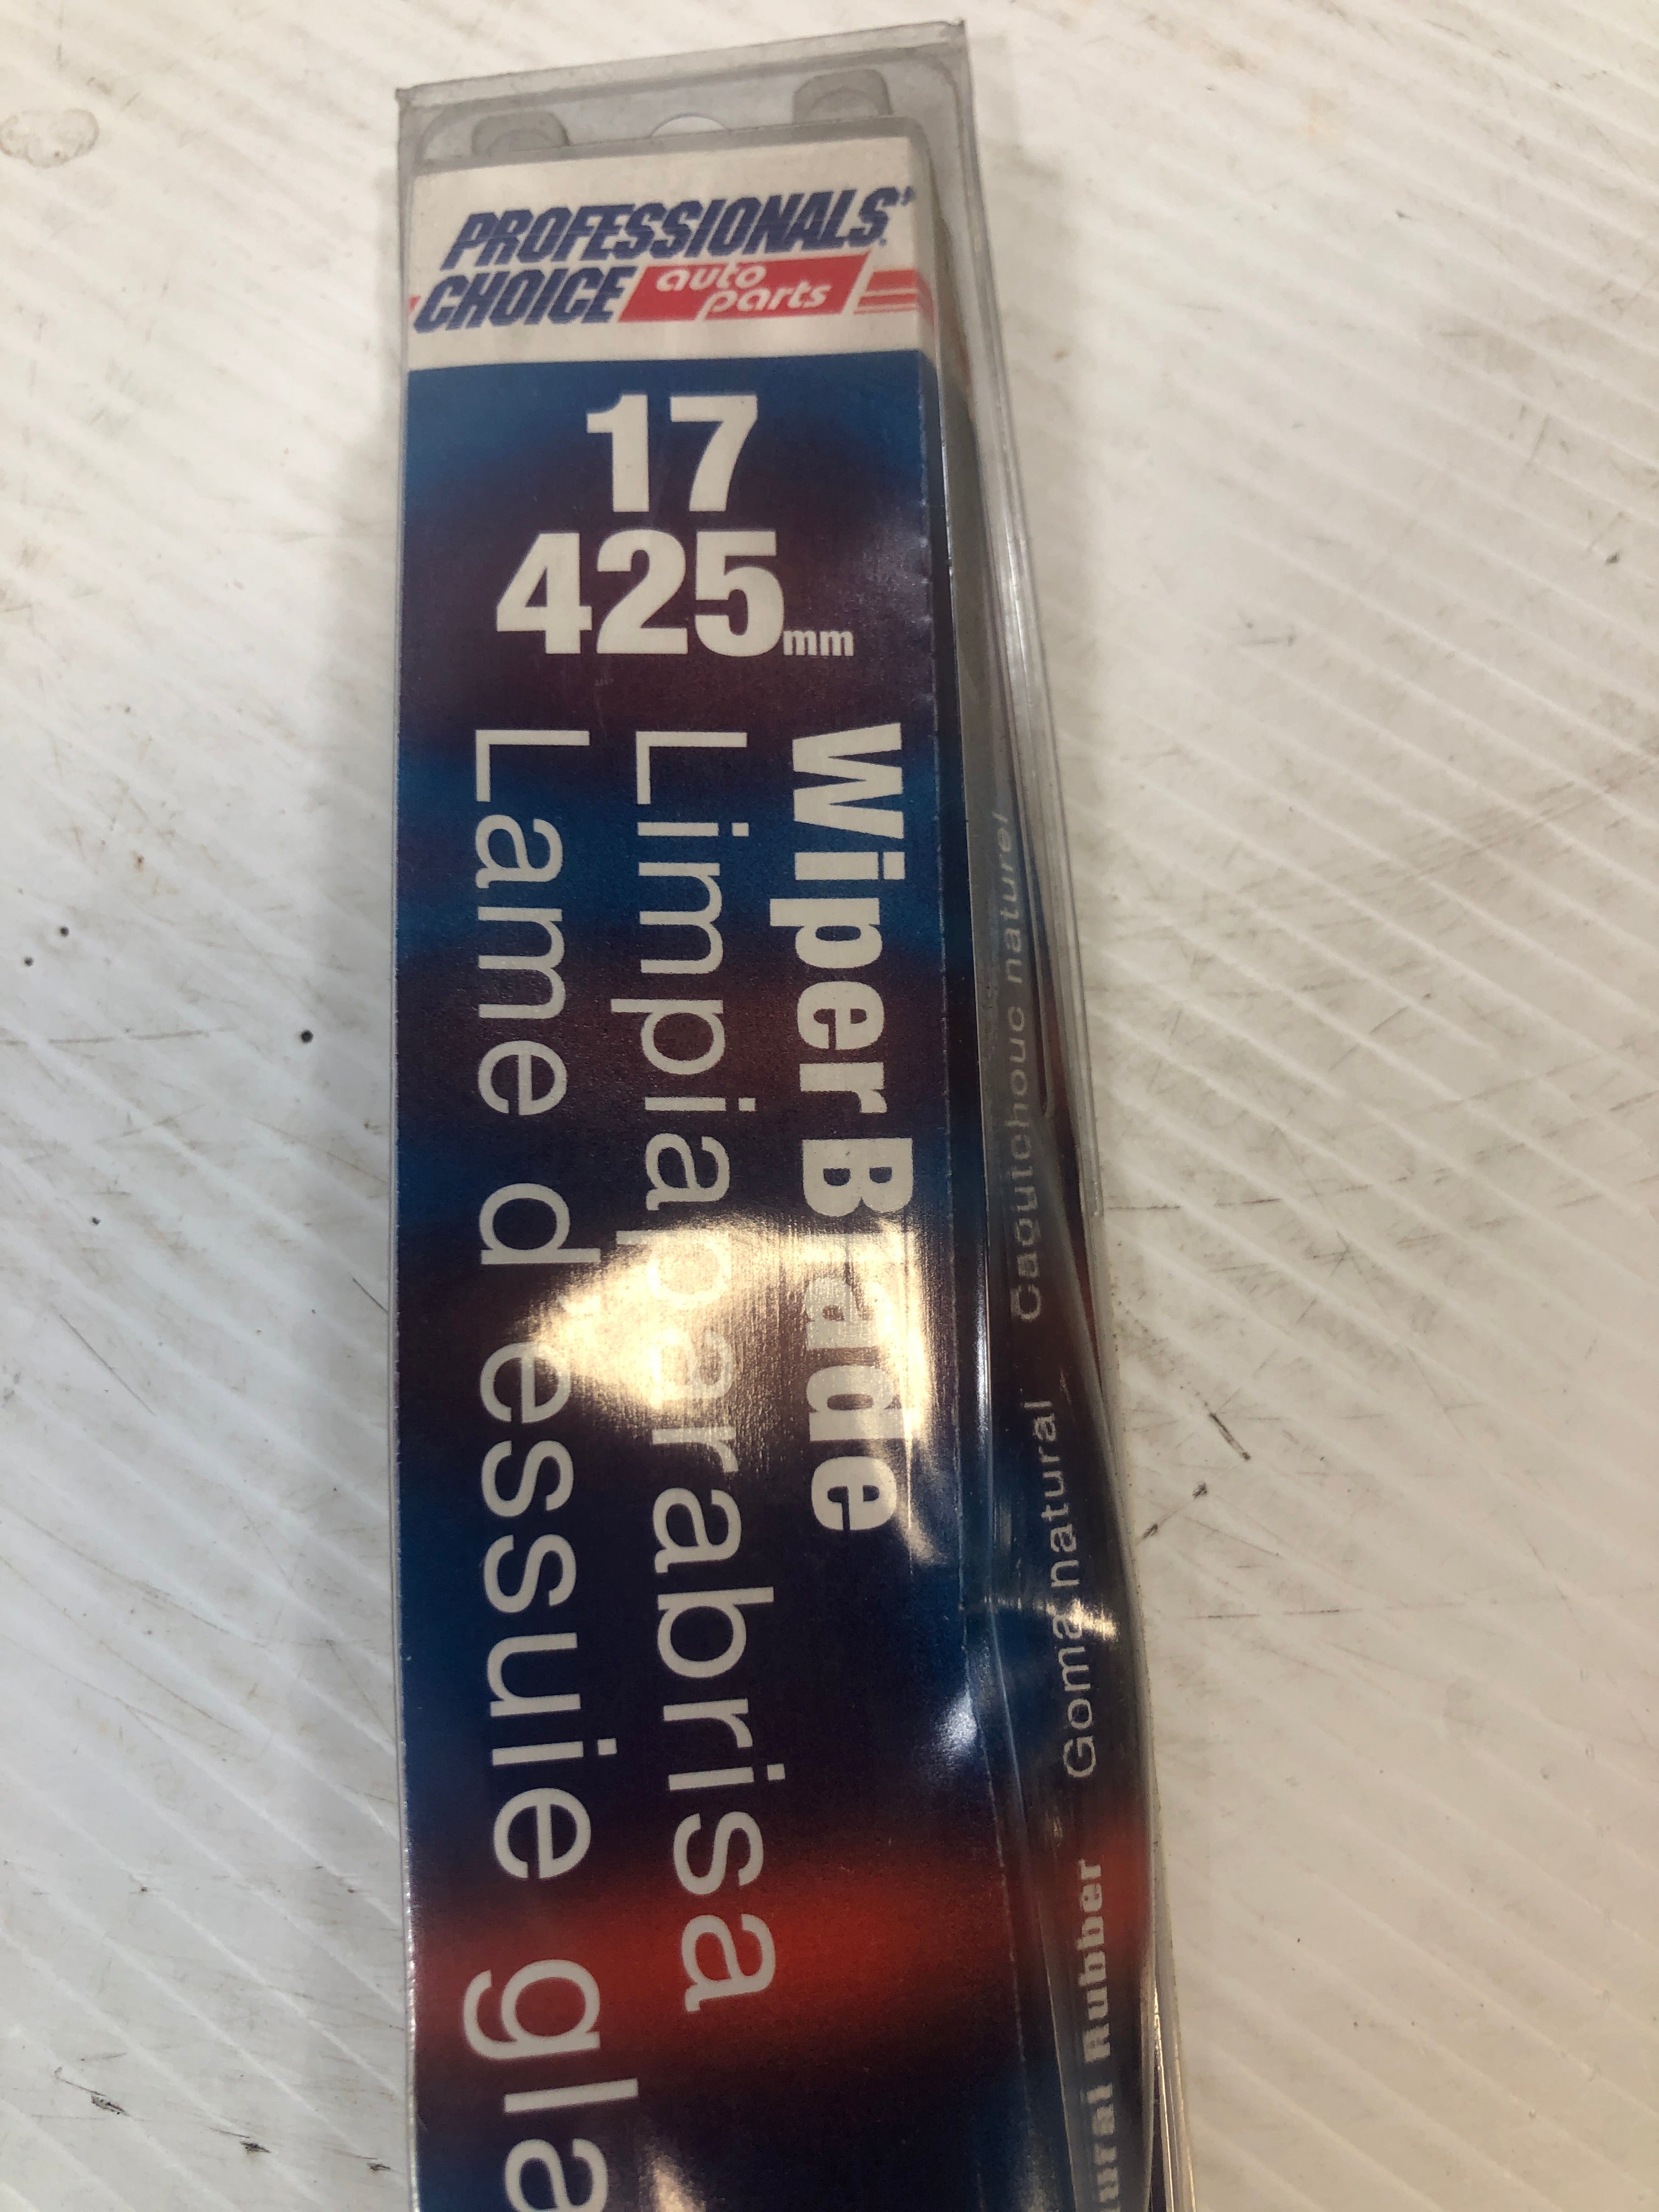 PROFESSIONALS'
CHOICE auto parts
17
425mm
Wiper Blade
Limpiaparabrisa
Lame d essuie gla
Rubber
Goma natural
Caoutchouc naturel